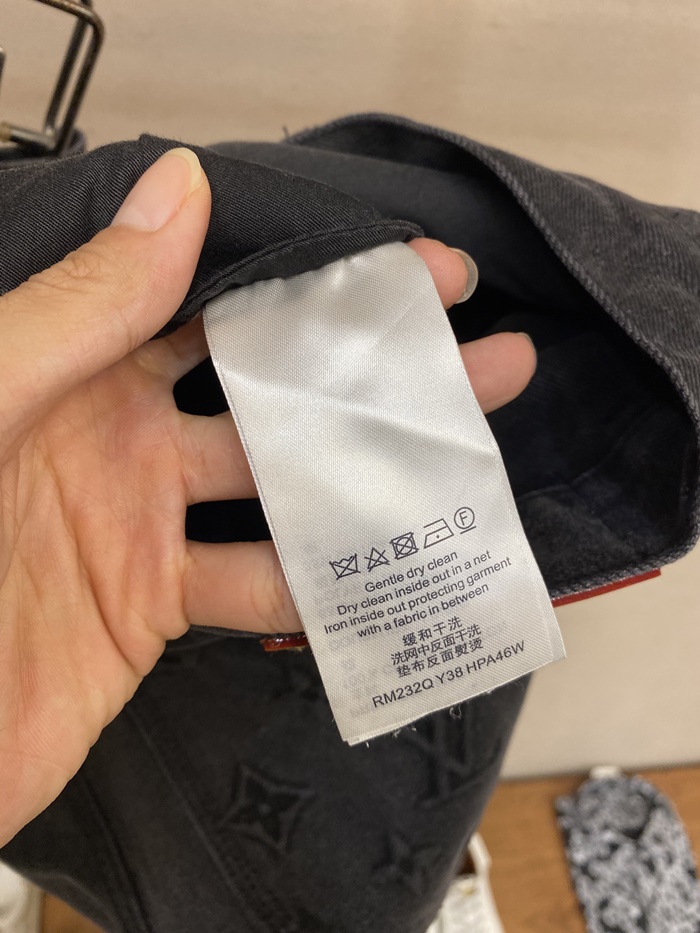 F
Gentle dry clean
Dry clean inside out in a net
Iron inside out protecting garment
with a fabric in between
缓和干洗
洗网中反面干洗
垫布反面熨烫
RM232Q Y38 HPA46W